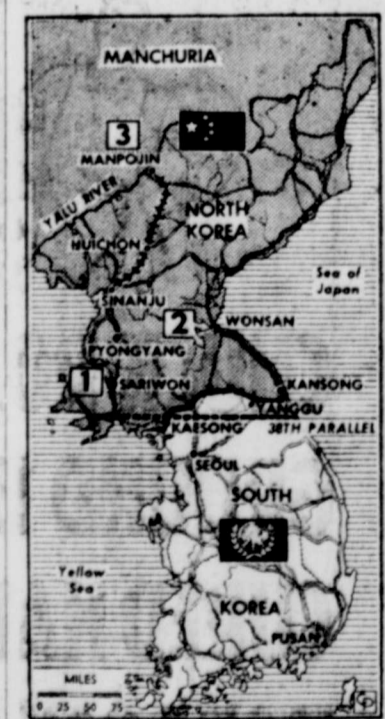 MANCHURIA
3
MANPOJIN
YALU RIVER
NORTH
KOREA
HUICHON
Sea of
Japan
SINANJU
2
WONSAN
PYONGYANG
1
SARIWON
KANSONG
YANGGU
KAESONG
38TH PARALLEL
SEOUL
SOUTH
Yellow
Sea
KOREA
PUSAN
MILES
0 25 50 75